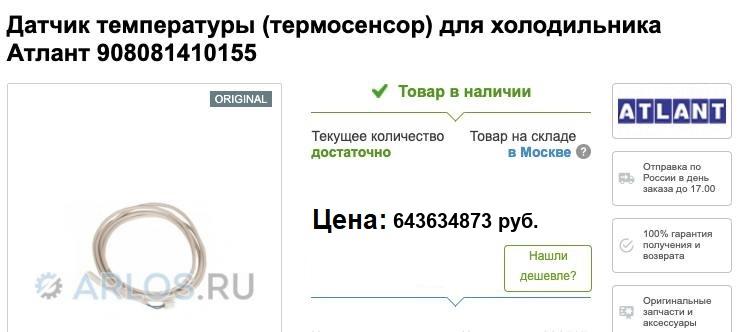 Датчик температуры (термосенсор) для холодильника
Атлант 908081410155
ORIGINAL
ARLOS.RU
Товар в наличии
Текущее количество
достаточно
Товар на складе
в Москве ?
Цена: 643634873 руб.
Нашли
дешевле?
ATLANT
Отправка по
России в день
заказа до 17.00
100% гарантия
получения и
возврата
Оригинальные
запчасти и
аксессуары